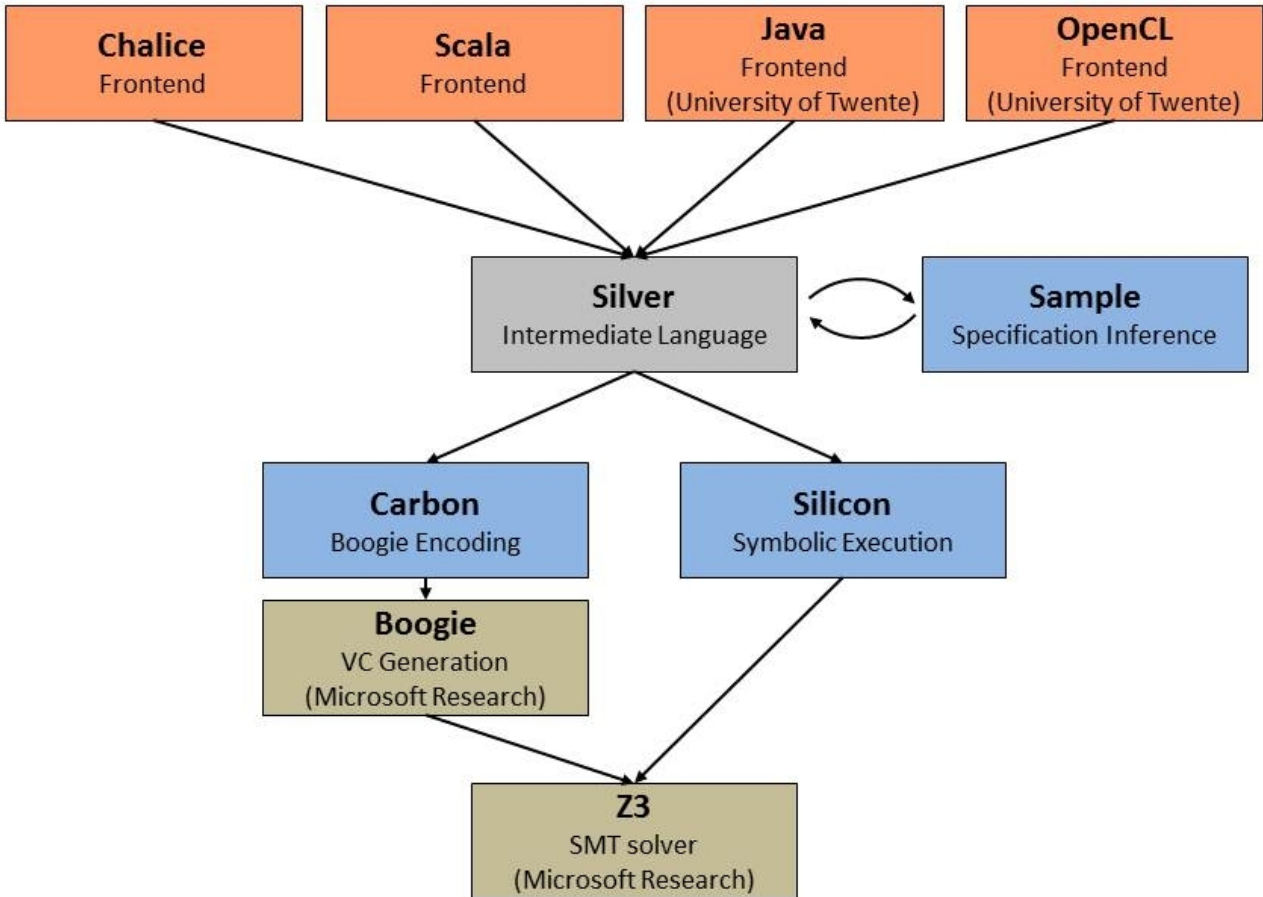 Chalice
Frontend
Scala
Frontend
Java
Frontend
(University of Twente)
OpenCL
Frontend
(University of Twente)
Silver
Intermediate Language
Sample
Specification Inference
Carbon
Boogie Encoding
Silicon
Symbolic Execution
Boogie
VC Generation
(Microsoft Research)
Z3
SMT solver
(Microsoft Research)